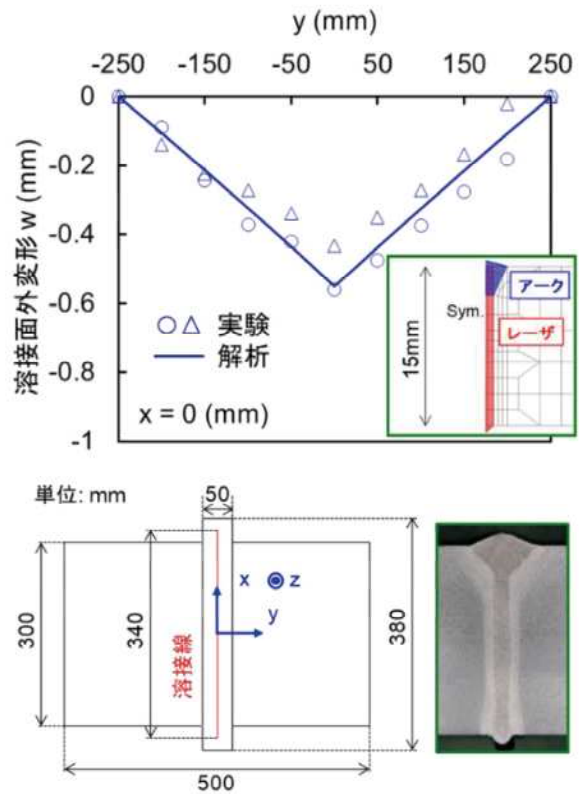 y (mm)
-250 -150 -50 50 150 250
0
-0.2
-0.4
-0.6
-0.8
-1
溶接面外変形 w (mm)
○ △ 実験
解析
x = 0 (mm)
アーク
Sym.
レーザ
15mm
単位: mm
50
x
z
y
300
340
溶接線
380
500